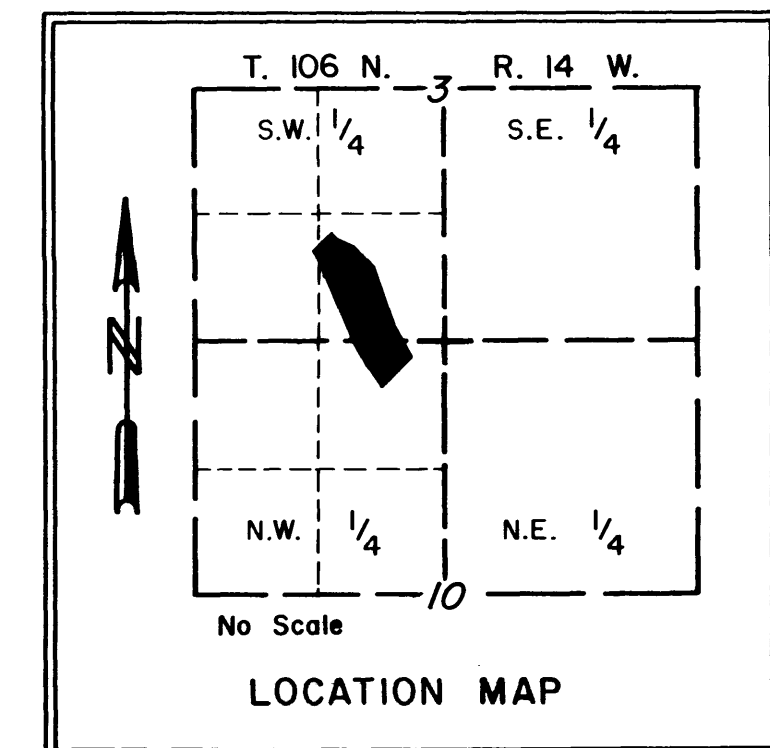 T. 106 N. R. 14 W.
3
S.W. 1/4 S.E. 1/4
N
N.W. 1/4 N.E. 1/4
10
No Scale
LOCATION MAP